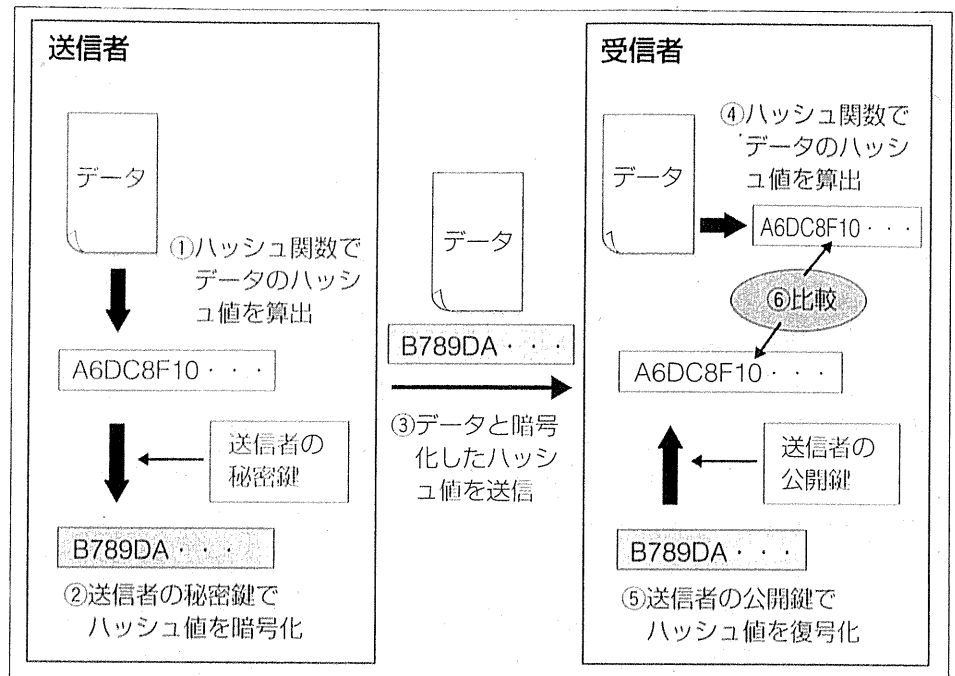 送信者
データ
①ハッシュ関数で
データのハッシ
ュ値を算出
A6DC8F10・・・
送信者の
秘密鍵
B789DA・・・
②送信者の秘密鍵で
ハッシュ値を暗号化
データ
B789DA・・・
③データと暗号
化したハッシ
ュ値を送信
受信者
データ
④ハッシュ関数で
データのハッシ
ュ値を算出
A6DC8F10・・・
⑥比較
A6DC8F10・・・
送信者の
公開鍵
B789DA・・・
⑤送信者の公開鍵で
ハッシュ値を復号化